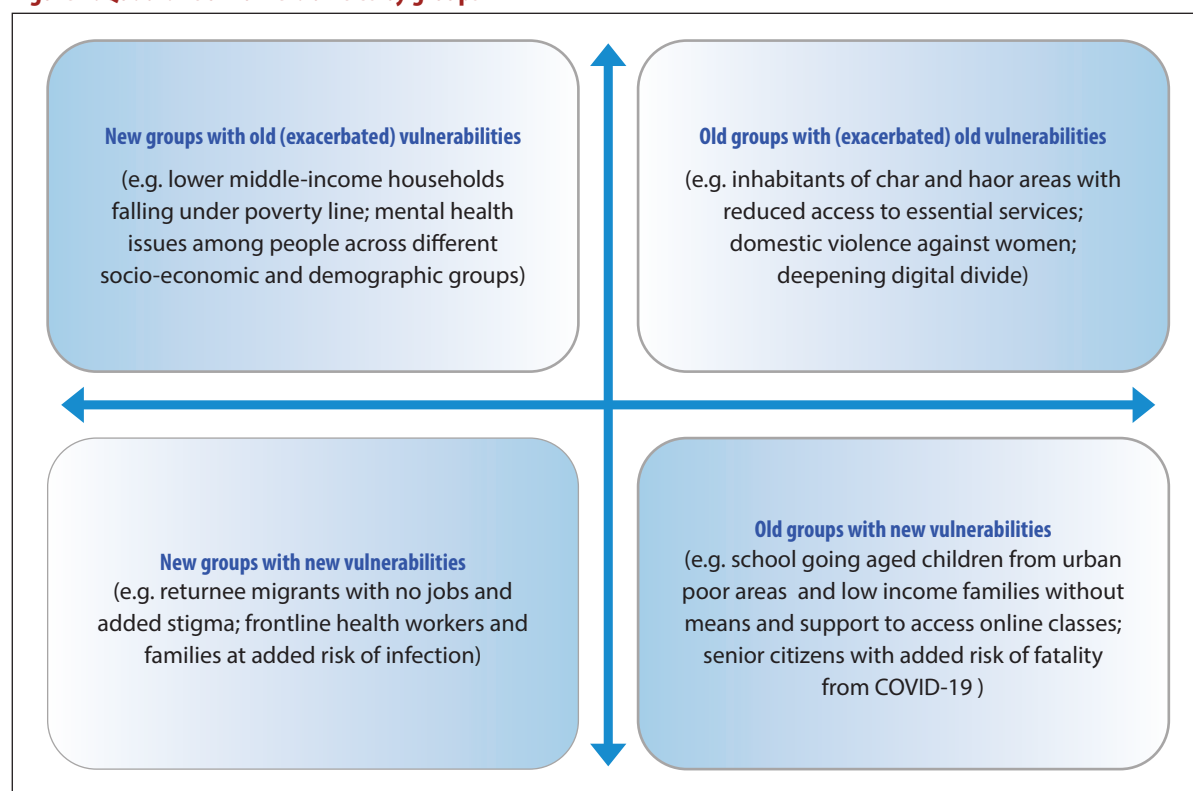 New groups with old (exacerbated) vulnerabilities
(e.g. lower middle-income households
falling under poverty line; mental health
issues among people across different
socio-economic and demographic groups)
Old groups with (exacerbated) old vulnerabilities
(e.g. inhabitants of char and haor areas with
reduced access to essential services;
domestic violence against women;
deepening digital divide)
New groups with new vulnerabilities
(e.g. returnee migrants with no jobs and
added stigma; frontline health workers and
families at added risk of infection)
Old groups with new vulnerabilities
(e.g. school going aged children from urban
poor areas and low income families without
means and support to access online classes;
senior citizens with added risk of fatality
from COVID-19 )